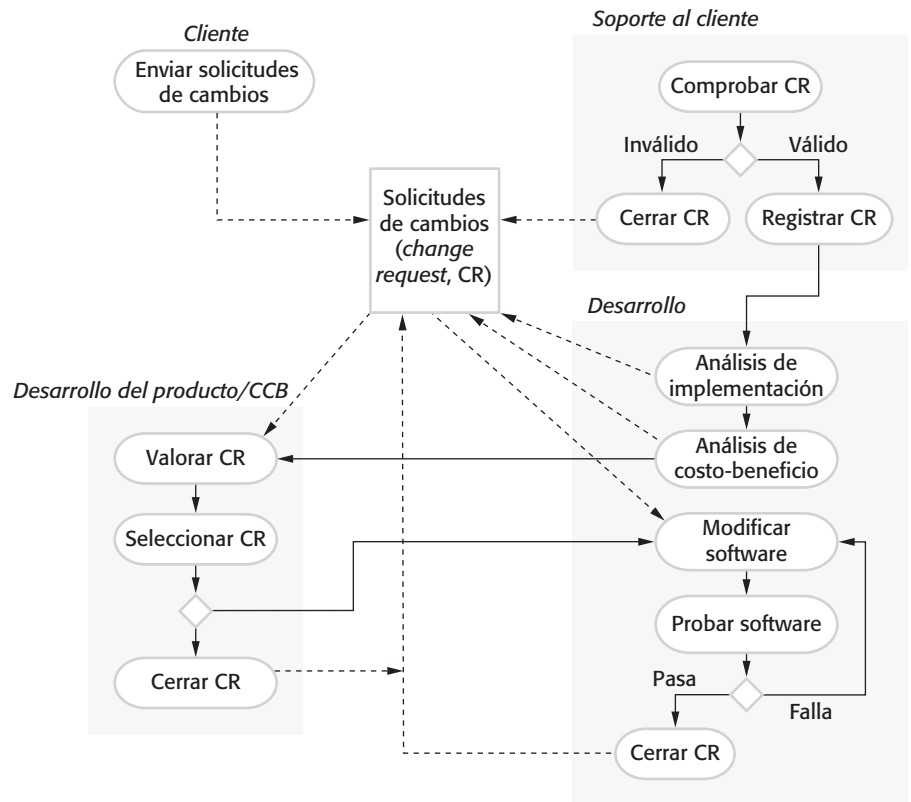 Cliente
Enviar solicitudes
de cambios
Soporte al cliente
Comprobar CR
Inválido
Válido
Cerrar CR
Registrar CR
Solicitudes
de cambios
(change
request, CR)
Desarrollo
Análisis de
implementación
Análisis de
costo-beneficio
Desarrollo del producto/CCB
Valorar CR
Seleccionar CR
Cerrar CR
Modificar
software
Probar software
Pasa
Falla
Cerrar CR